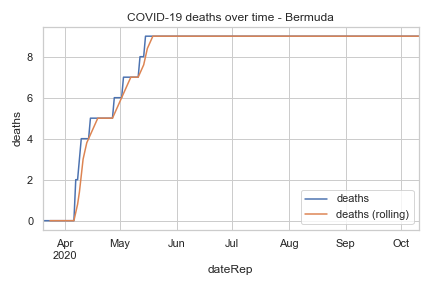 COVID-19 deaths over time - Bermuda
deaths
8
6
4
2
0
deaths
deaths (rolling)
Apr May Jun Jul Aug Sep Oct
2020
dateRep